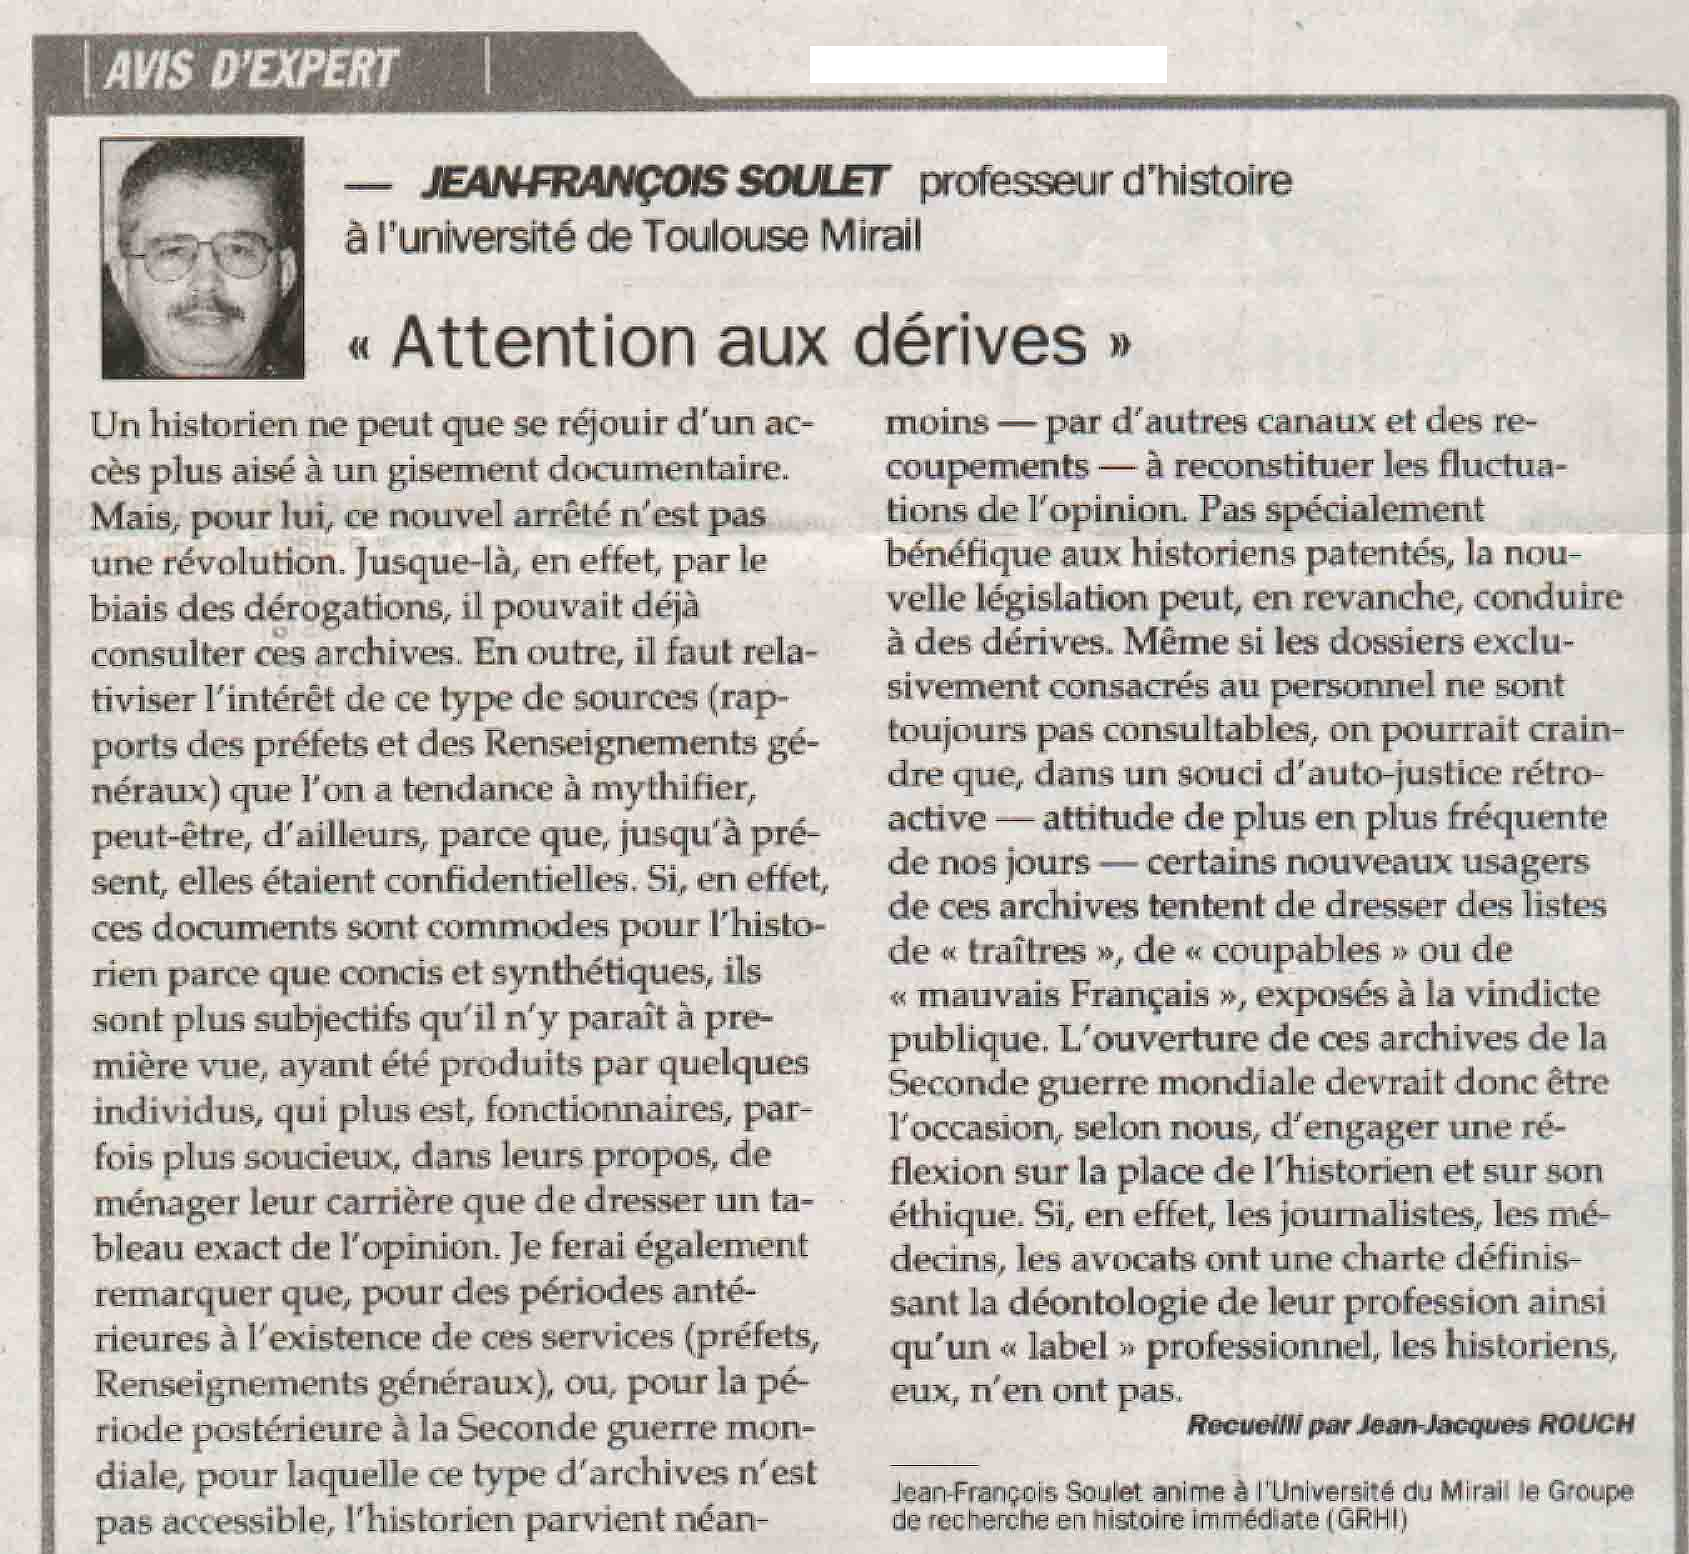 AVIS D'EXPERT
— JEAN-FRANÇOIS SOULET professeur d'histoire
à l'université de Toulouse Mirail
« Attention aux dérives »
Un historien ne peut que se réjouir d'un ac-
cès plus aisé à un gisement documentaire.
Mais, pour lui, ce nouvel arrêté n'est pas
une révolution. Jusque-là, en effet, par le
biais des dérogations, il pouvait déjà
consulter ces archives. En outre, il faut rela-
tiviser l'intérêt de ce type de sources (rap-
ports des préfets et des Renseignements gé-
néraux) que l'on a tendance à mythifier,
peut-être, d'ailleurs, parce que, jusqu'à pré-
sent, elles étaient confidentielles. Si, en effet,
ces documents sont commodes pour l'histo-
rien parce que concis et synthétiques, ils
sont plus subjectifs qu'il n'y paraît à pre-
mière vue, ayant été produits par quelques
individus, qui plus est, fonctionnaires, par-
fois plus soucieux, dans leurs propos, de
ménager leur carrière que de dresser un ta-
bleau exact de l'opinion. Je ferai également
remarquer que, pour des périodes anté-
rieures à l'existence de ces services (préfets,
Renseignements généraux), ou, pour la pé-
riode postérieure à la Seconde guerre mon-
diale, pour laquelle ce type d'archives n'est
pas accessible, l'historien parvient néan-
moins — par d'autres canaux et des re-
coupements — à reconstituer les fluctua-
tions de l'opinion. Pas spécialement
bénéfique aux historiens patentés, la nou-
velle législation peut, en revanche, conduire
à des dérives. Même si les dossiers exclu-
sivement consacrés au personnel ne sont
toujours pas consultables, on pourrait crain-
dre que, dans un souci d'auto-justice rétro-
active — attitude de plus en plus fréquente
de nos jours — certains nouveaux usagers
de ces archives tentent de dresser des listes
de « traîtres », de « coupables » ou de
« mauvais Français », exposés à la vindicte
publique. L'ouverture de ces archives de la
Seconde guerre mondiale devrait donc être
l'occasion, selon nous, d'engager une ré-
flexion sur la place de l'historien et sur son
éthique. Si, en effet, les journalistes, les mé-
decins, les avocats ont une charte définis-
sant la déontologie de leur profession ainsi
qu'un « label » professionnel, les historiens,
eux, n'en ont pas.
Recueilli par Jean-Jacques ROUCH
Jean-François Soulet anime à l'Université du Mirail le Groupe
de recherche en histoire immédiate (GRHI)